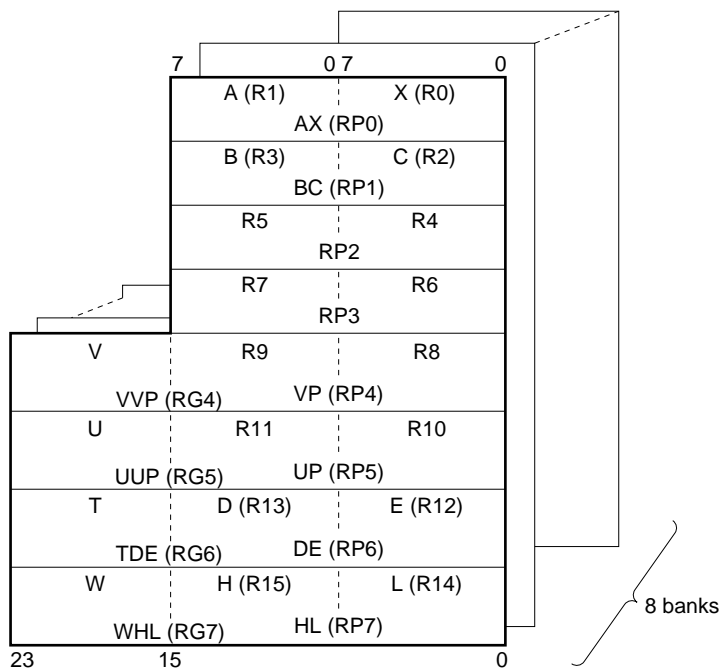 7 0 7 0
A (R1) X (R0)
AX (RP0)
B (R3) C (R2)
BC (RP1)
R5 R4
RP2
R7 R6
RP3
V R9 R8
VVP (RG4) VP (RP4)
U R11 R10
UUP (RG5) UP (RP5)
T D (R13) E (R12)
TDE (RG6) DE (RP6)
W H (R15) L (R14)
8 banks
WHL (RG7) HL (RP7)
23 15 0